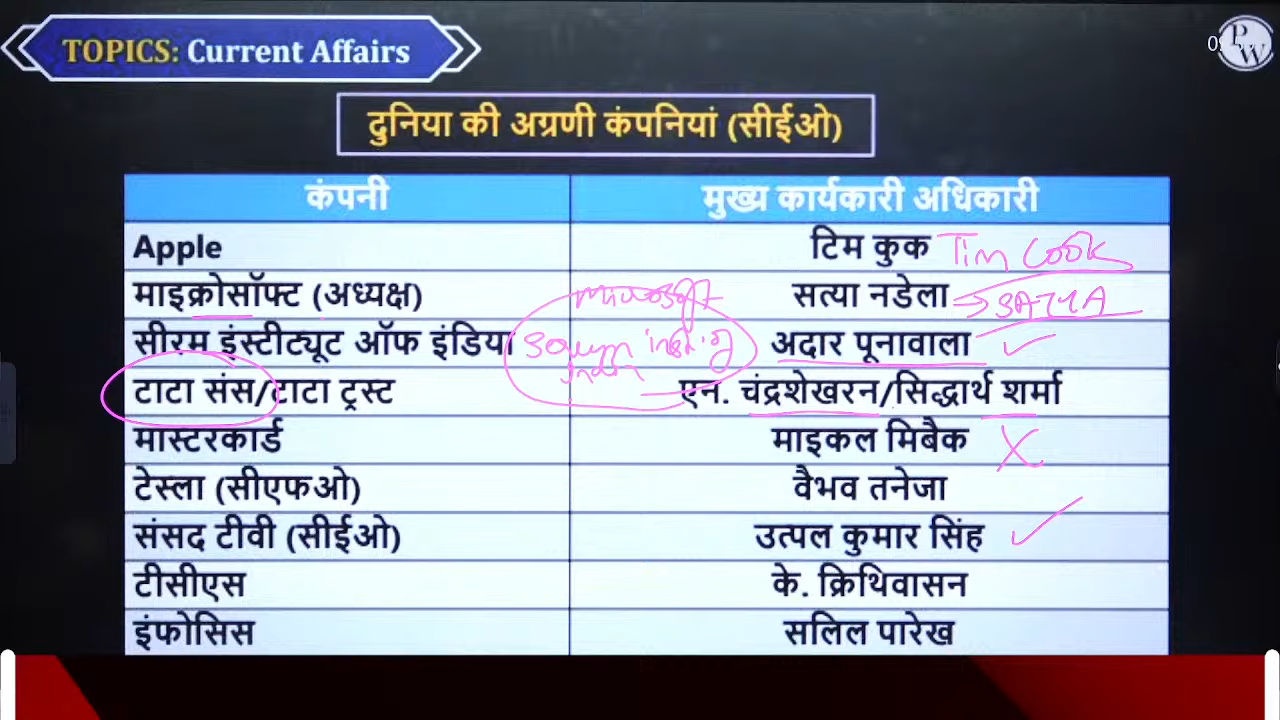 TOPICS: Current Affairs
PW
दुनिया की अग्रणी कंपनियां (सीईओ)
कंपनी मुख्य कार्यकारी अधिकारी
Apple टिम कुक Tim Cook
माइक्रोसॉफ्ट (अध्यक्ष) सत्या नडेला
सीरम इंस्टीट्यूट ऑफ इंडिया अदार पूनावाला
टाटा संस/टाटा ट्रस्ट एन. चंद्रशेखरन/सिद्धार्थ शर्मा
मास्टरकार्ड माइकल मिबैक
टेस्ला (सीएफओ) वैभव तनेजा
संसद टीवी (सीईओ) उत्पल कुमार सिंह
टीसीएस के. क्रिथिवासन
इंफोसिस सलिल पारेख